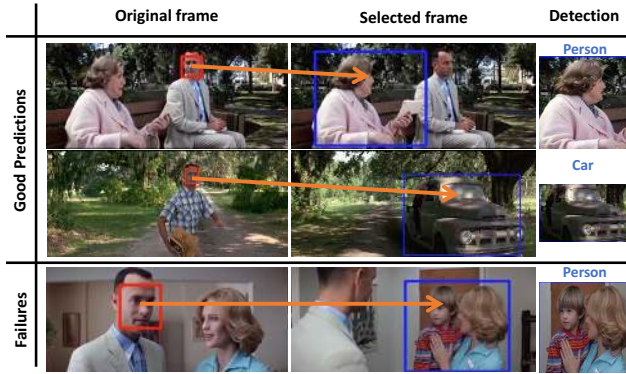 Original frame
Selected frame
Detection
Good Predictions
Person
Car
Failures
Person